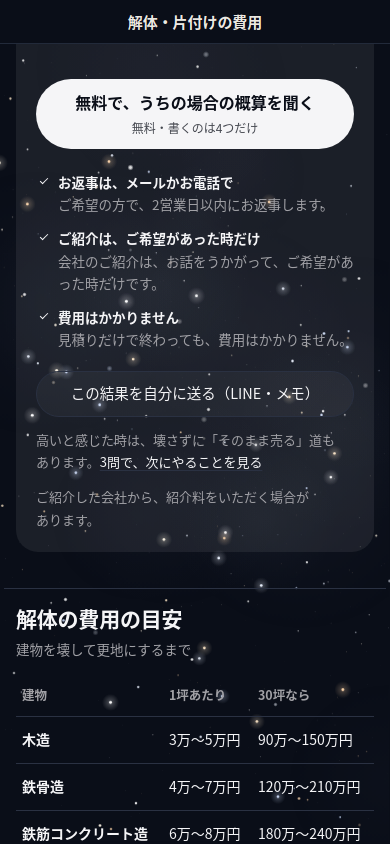 解体・片付けの費用
無料で、うちの場合の概算を聞く
無料・書くのは4つだけ
お返事は、メールかお電話で
ご希望の方で、2営業日以内にお返事します。
ご紹介は、ご希望があった時だけ
会社のご紹介は、お話をうかがって、ご希望があ
った時だけです。
費用はかかりません
見積りだけで終わっても、費用はかかりません。
この結果を自分に送る（LINE・メモ）
高いと感じた時は、壊さずに「そのまま売る」道も
あります。3問で、次にやることを見る
ご紹介した会社から、紹介料をいただく場合が
あります。
解体の費用の目安
建物を壊して更地にするまで
建物 1坪あたり 30坪なら
木造 3万〜5万円 90万〜150万円
鉄骨造 4万〜7万円 120万〜210万円
鉄筋コンクリート造 6万〜8万円 180万〜240万円